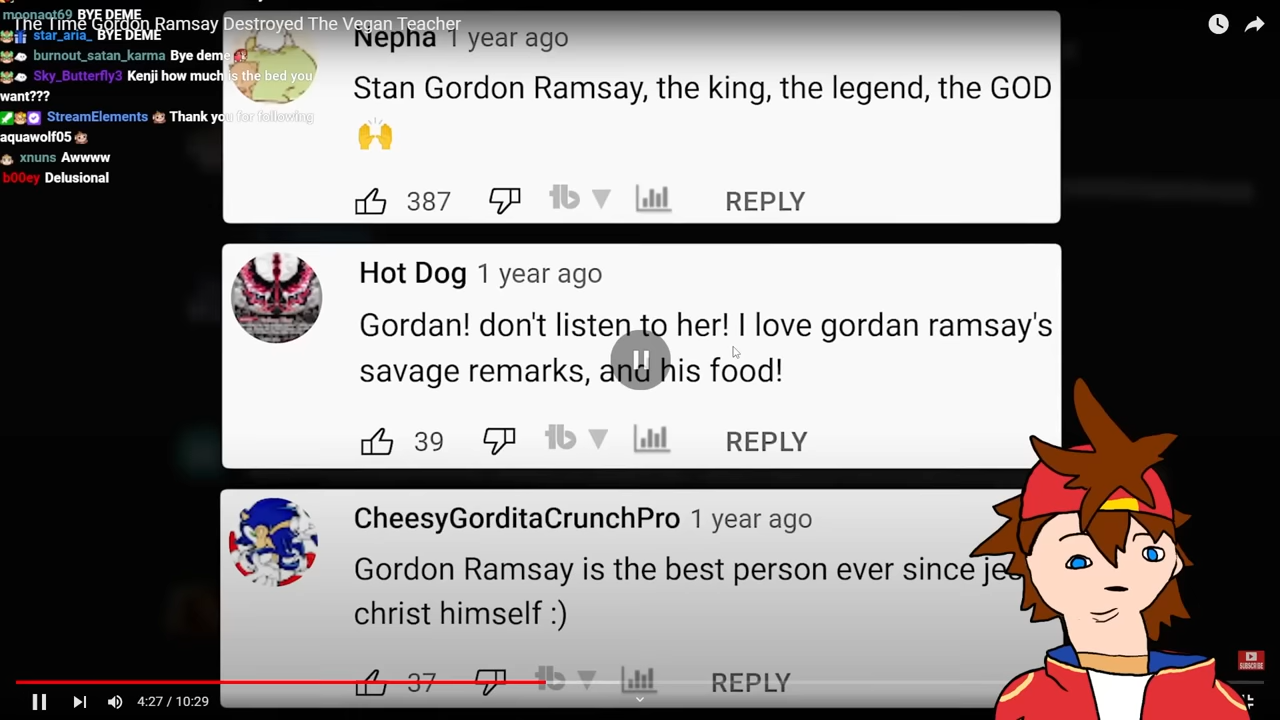 moonaot69 BYE DEME
The Time Gordon Ramsay Destroyed The Vegan Teacher
star_aria_ BYE DEME
burnout_satan_karma Bye deme
Sky_Butterfly3 Kenji how much is the bed you
want???
StreamElements Thank you for following
aquawolf05
xnuns Awwww
b00ey Delusional
Nepha 1 year ago
Stan Gordon Ramsay, the king, the legend, the GOD
387 REPLY
Hot Dog 1 year ago
Gordan! don't listen to her! I love gordan ramsay's
savage remarks, and his food!
39 REPLY
CheesyGorditaCrunchPro 1 year ago
Gordon Ramsay is the best person ever since
christ himself :)
37 REPLY
SUBSCRIBE
4:27 / 10:29